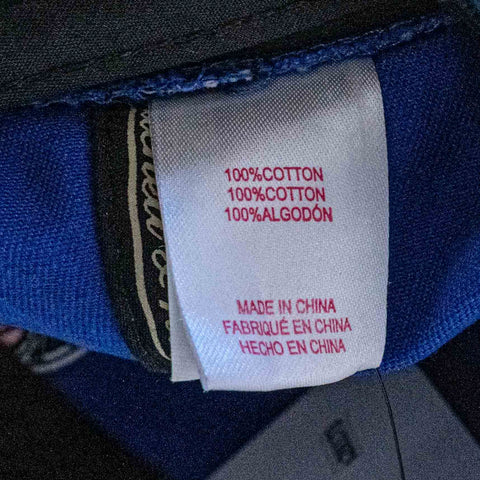 100%COTTON
100%COTTON
100%ALGODÓN
MADE IN CHINA
FABRIQUÉ EN CHINA
HECHO EN CHINA